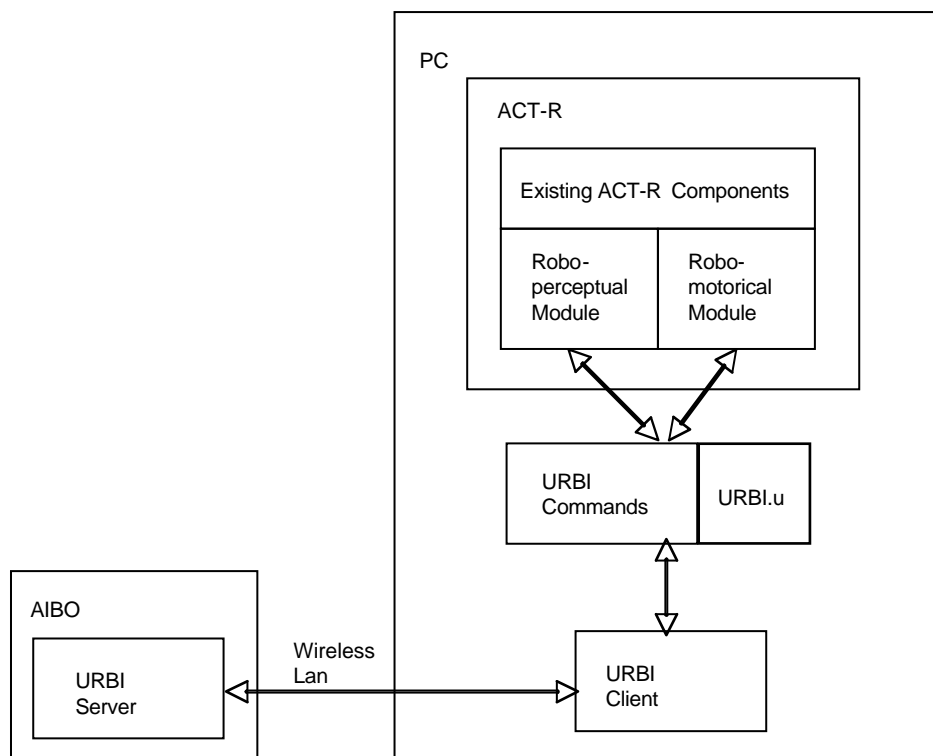 PC
ACT-R
Existing ACT-R Components
Robo-
perceptual
Module
Robo-
motorical
Module
URBI
Commands
URBI.u
AIBO
URBI
Server
Wireless
Lan
URBI
Client